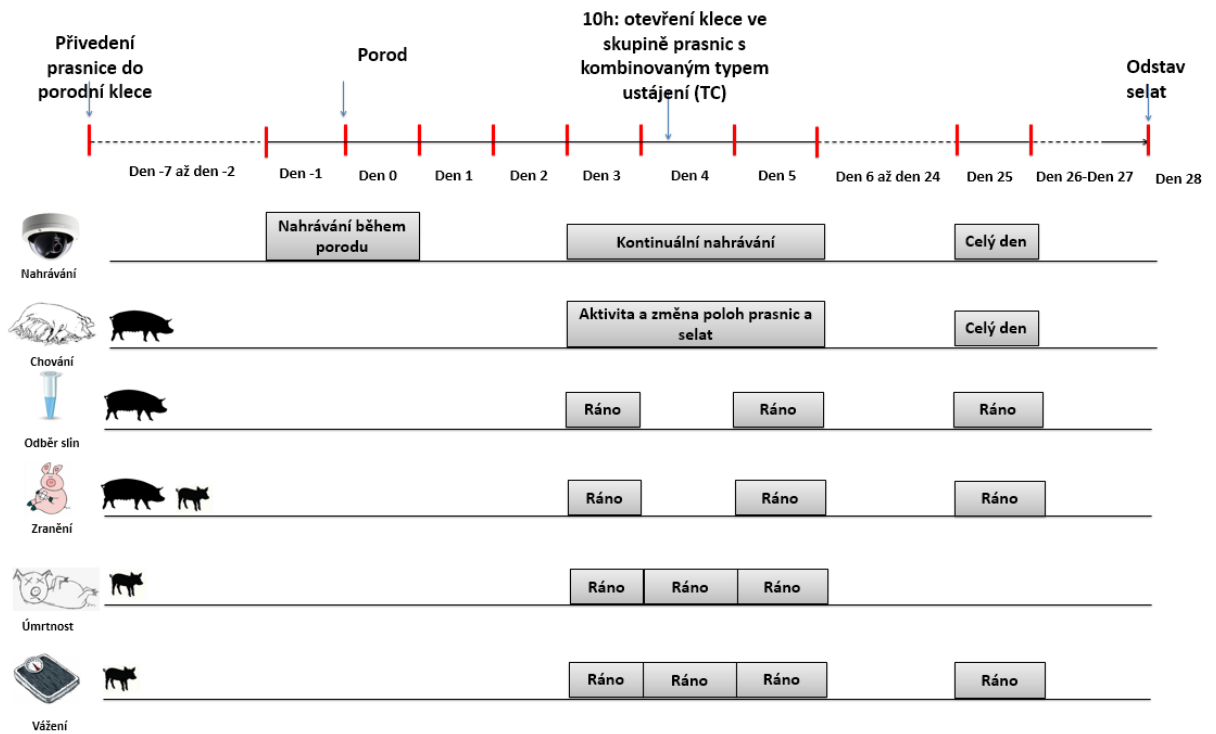 Přivedení
prasnice do
porodní klece
Porod
10h: otevření klece ve
skupině prasnic s
kombinovaným typem
ustájení (TC)
Odstav
selat
Den -7 až den -2
Den -1
Den 0
Den 1
Den 2
Den 3
Den 4
Den 5
Den 6 až den 24
Den 25
Den 26-Den 27
Den 28
Nahrávání
Nahrávání během
porodu
Kontinuální nahrávání
Celý den
Chování
Aktivita a změna poloh prasnic a
selat
Celý den
Odběr slin
Ráno
Ráno
Ráno
Zranění
Ráno
Ráno
Ráno
Úmrtnost
Ráno
Ráno
Ráno
Vážení
Ráno
Ráno
Ráno
Ráno